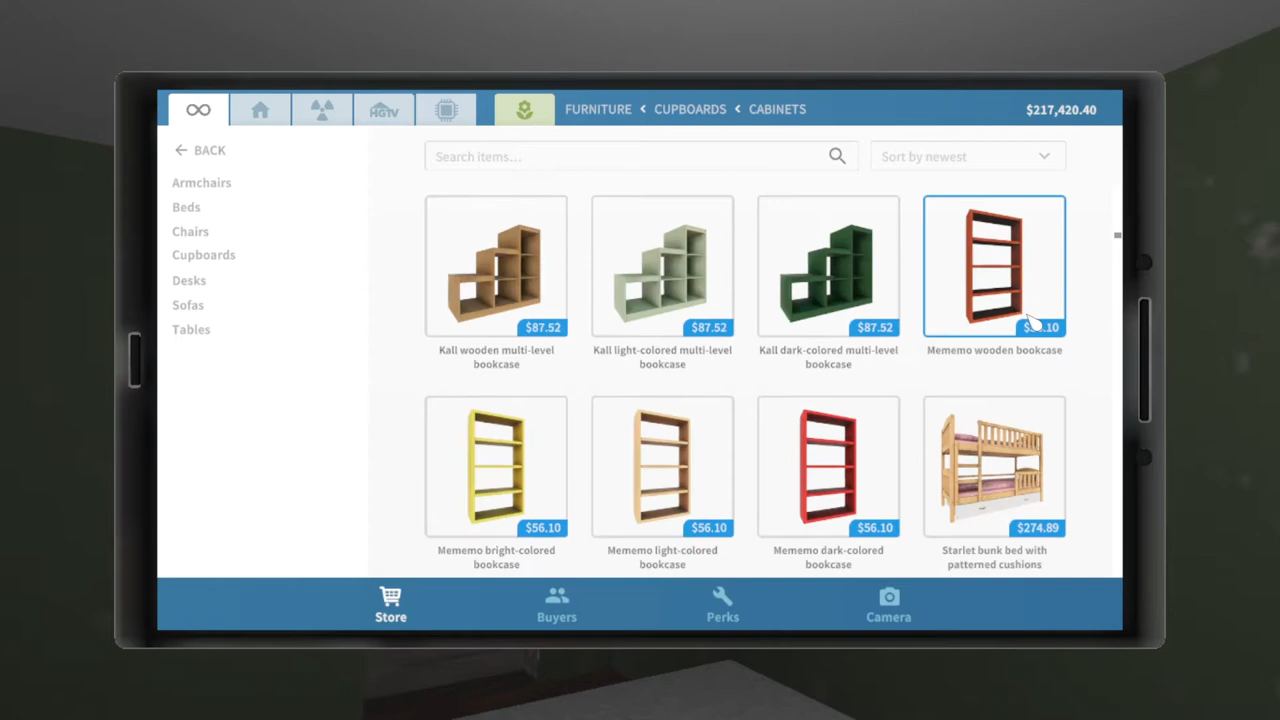 HGTV
FURNITURE < CUPBOARDS < CABINETS
$217,420.40
BACK
Search items...
Sort by newest
Armchairs
Beds
Chairs
Cupboards
Desks
Sofas
Tables
$87.52
$87.52
$87.52
Kall wooden multi-level
bookcase
Kall light-colored multi-level
bookcase
Kall dark-colored multi-level
bookcase
Mememo wooden bookcase
$56.10
$56.10
$56.10
$274.89
Mememo bright-colored
bookcase
Mememo light-colored
bookcase
Mememo dark-colored
bookcase
Starlet bunk bed with
patterned cushions
Store
Buyers
Perks
Camera